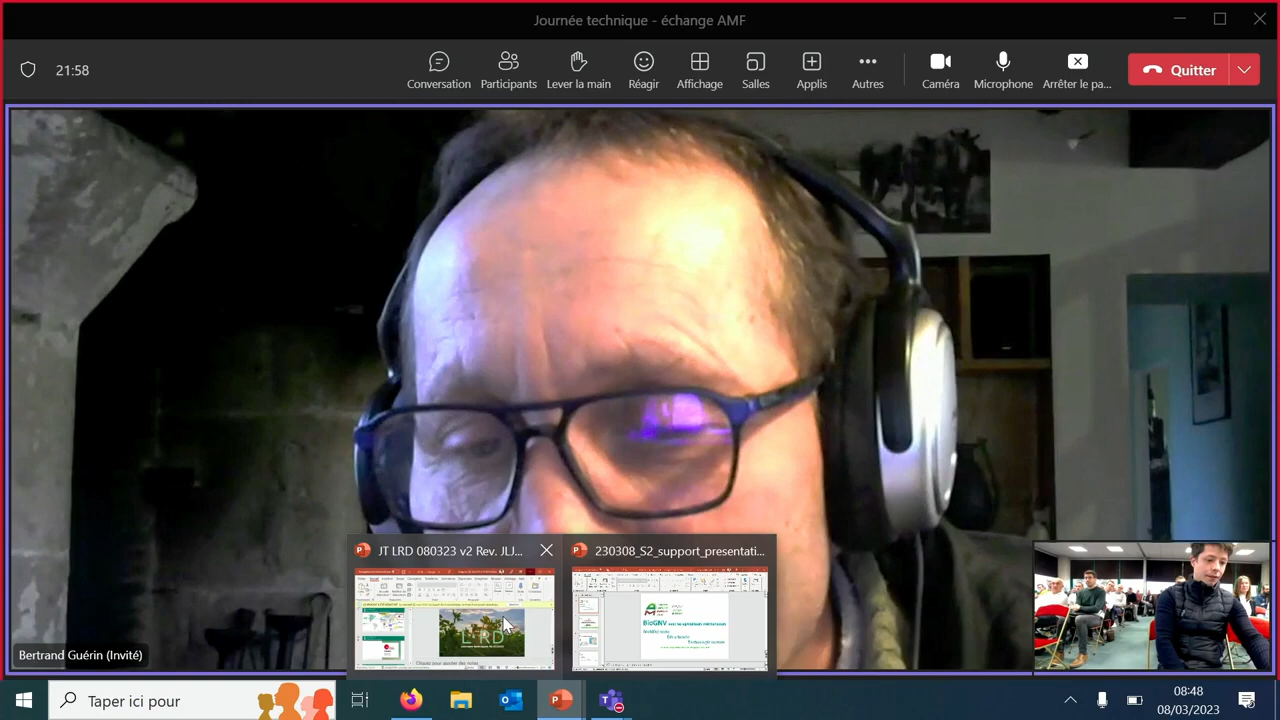 Journée technique - échange AMF
21:58
Conversation
Participants
Lever la main
Réagir
Affichage
Salles
Applis
Autres
Caméra
Microphone
Arrêter le pa...
Quitter
JT LRD 080323 v2 Rev. JLJ...
230308_S2_support_presentati...
LRD
BioGNV
ertrand Guérin (Invité)
Taper ici pour
08:48
08/03/2023